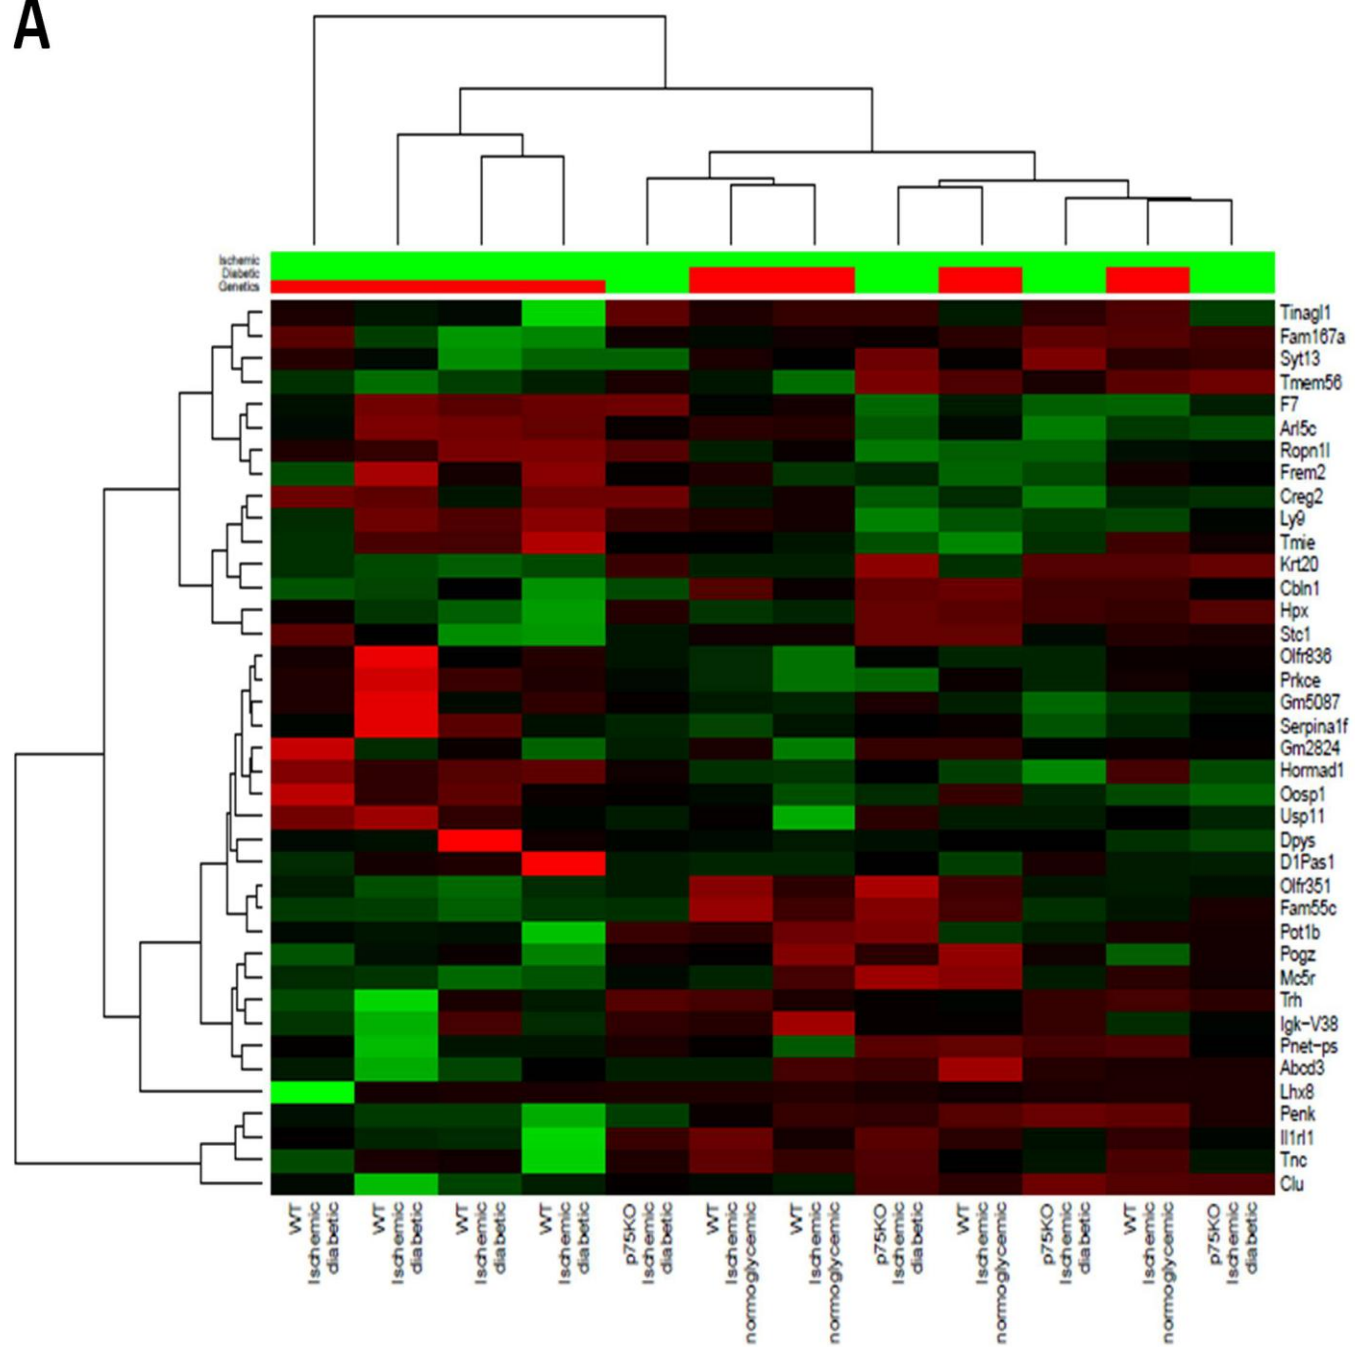 A
Ischemic
Diabetic
Genetics
Tinagl1
Fam167a
Syt13
Tmem56
F7
Arl5c
Ropn1l
Frem2
Creg2
Ly9
Tmie
Krt20
Cbln1
Hpx
Stc1
Olfr836
Prkce
Gm5087
Serpina1f
Gm2824
Hormad1
Oosp1
Usp11
Dpys
D1Pas1
Olfr351
Fam55c
Pot1b
Pogz
Mc5r
Trh
Igk-V38
Pnet-ps
Abcd3
Lhx8
Penk
Il1rl1
Tnc
Clu
WT
Ischemic
diabetic
WT
Ischemic
diabetic
WT
Ischemic
diabetic
WT
Ischemic
diabetic
p75KO
Ischemic
diabetic
WT
Ischemic
normoglycemic
WT
Ischemic
normoglycemic
p75KO
Ischemic
diabetic
WT
Ischemic
normoglycemic
p75KO
Ischemic
diabetic
WT
Ischemic
normoglycemic
p75KO
Ischemic
diabetic